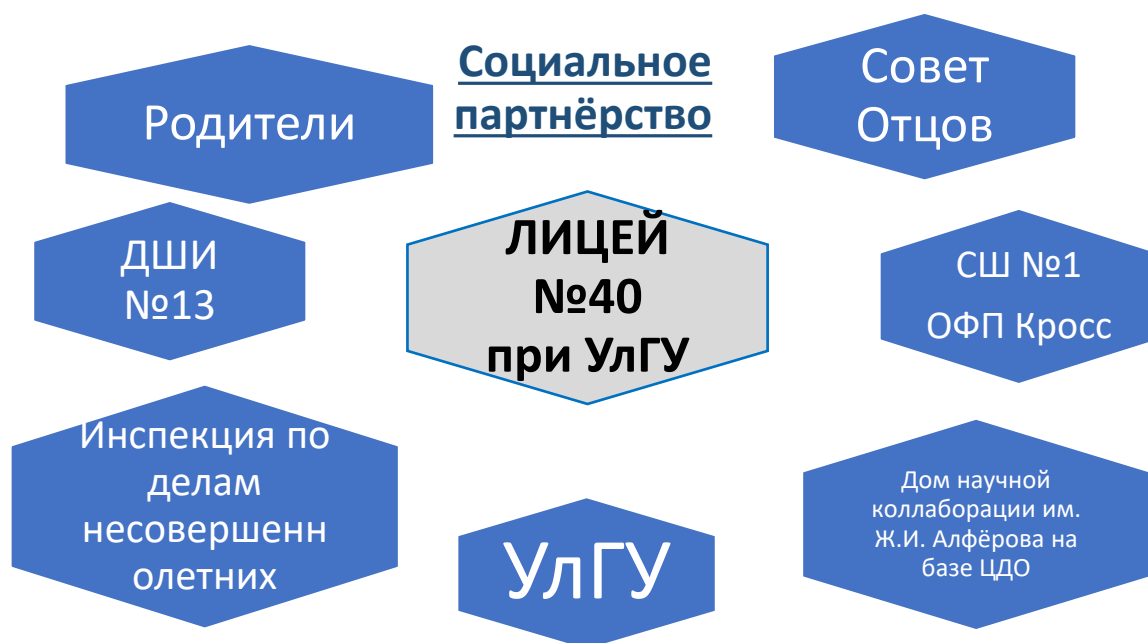 Социальное
партнёрство
Родители
Совет
Отцов
ДШИ
№13
ЛИЦЕЙ
№40
при УлГУ
СШ №1
ОФП Кросс
Инспекция по
делам
несовершенн
олетних
УлГУ
Дом научной
коллаборации им.
Ж.И. Алфёрова на
базе ЦДО